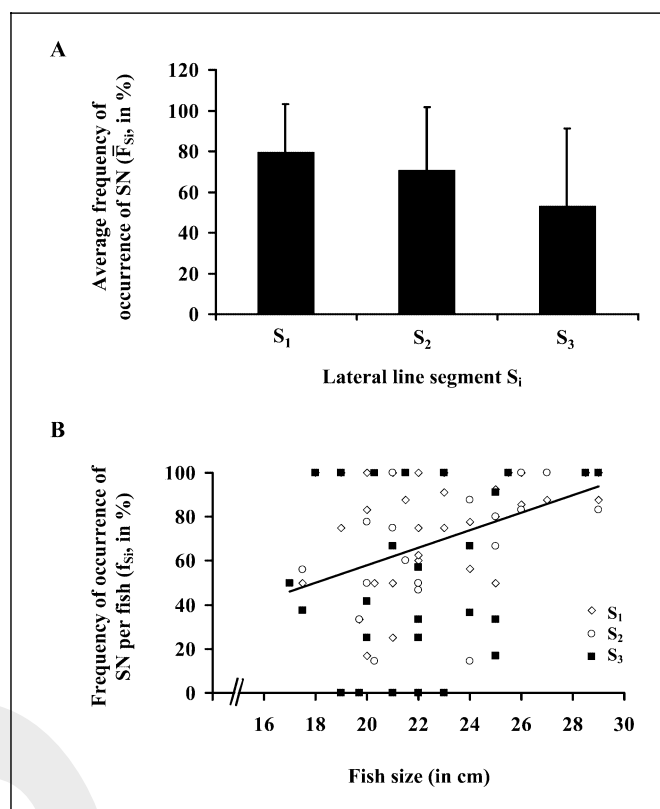 A
Average frequency of
occurrence of SN (F̿Si, in %)
120
100
80
60
40
20
0
S1
S2
S3
Lateral line segment Si
B
Frequency of occurrence of
SN per fish (fSi, in %)
100
80
60
40
20
0
S1
S2
S3
16 18 20 22 24 26 28 30
Fish size (in cm)